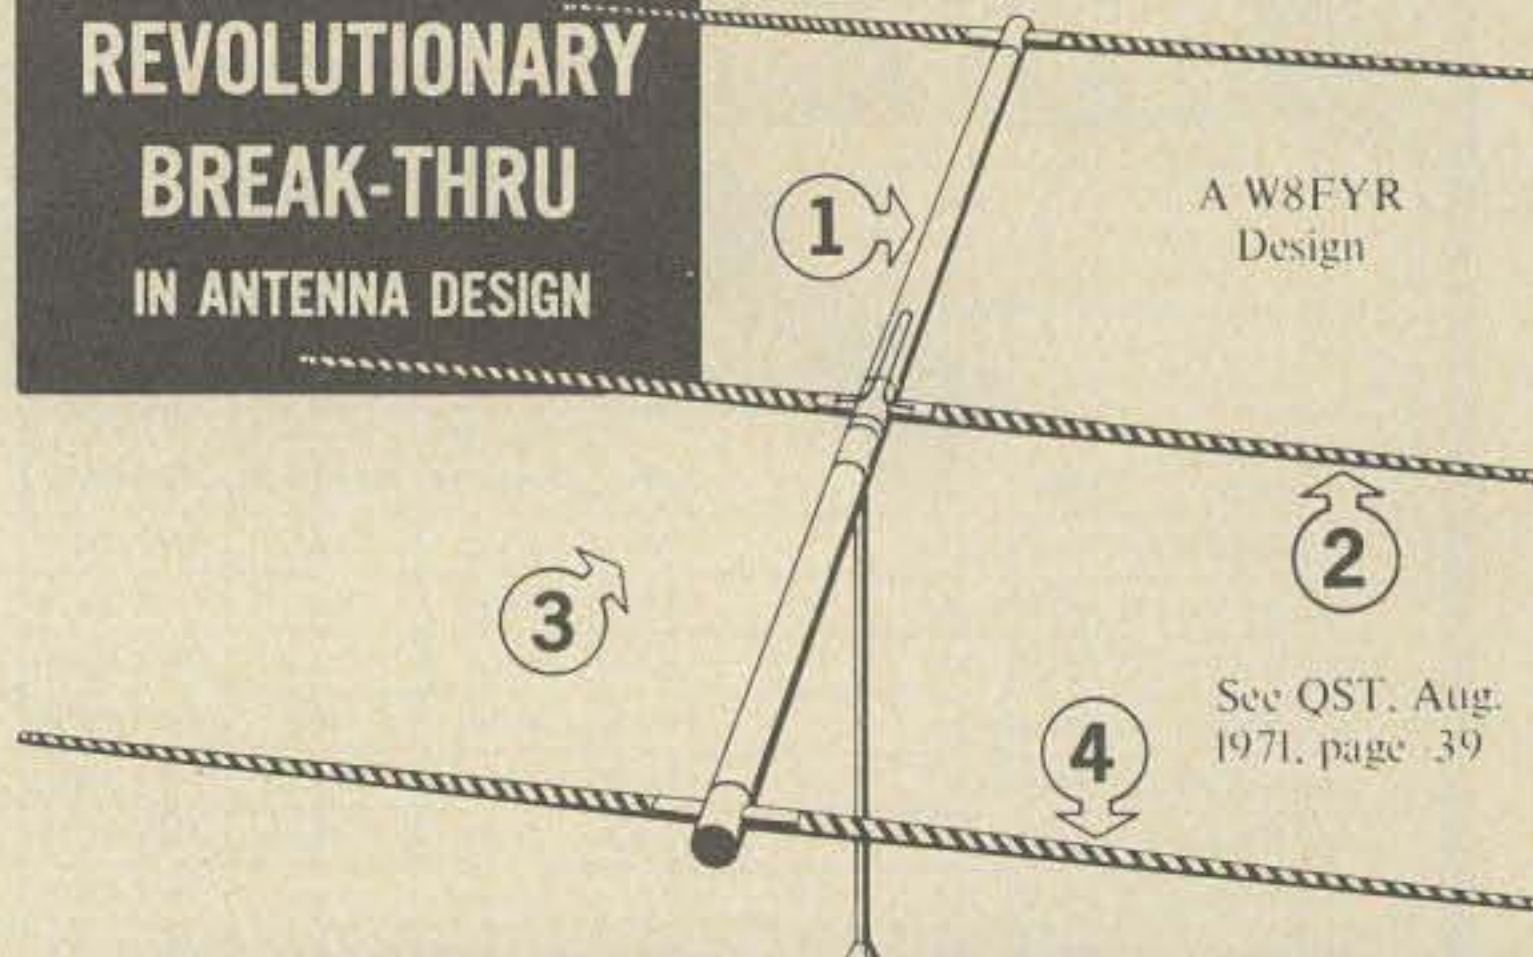 REVOLUTIONARY
BREAK-THRU
IN ANTENNA DESIGN
1
A W8FYR
Design
2
3
See QST, Aug.
1971, page 39
4